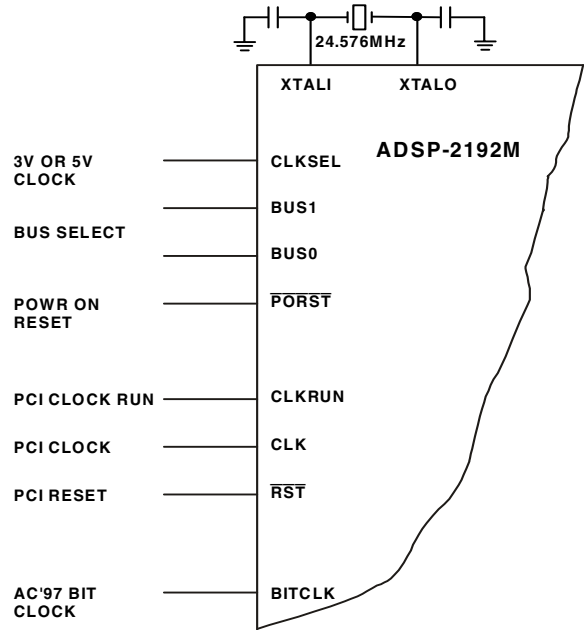 24.576MHz
XTALI
XTALO
ADSP-2192M
3V OR 5V
CLOCK
CLKSEL
BUS1
BUS SELECT
BUS0
POWR ON
RESET
PORST
PCI CLOCK RUN
CLKRUN
PCI CLOCK
CLK
PCI RESET
RST
AC'97 BIT
CLOCK
BITCLK